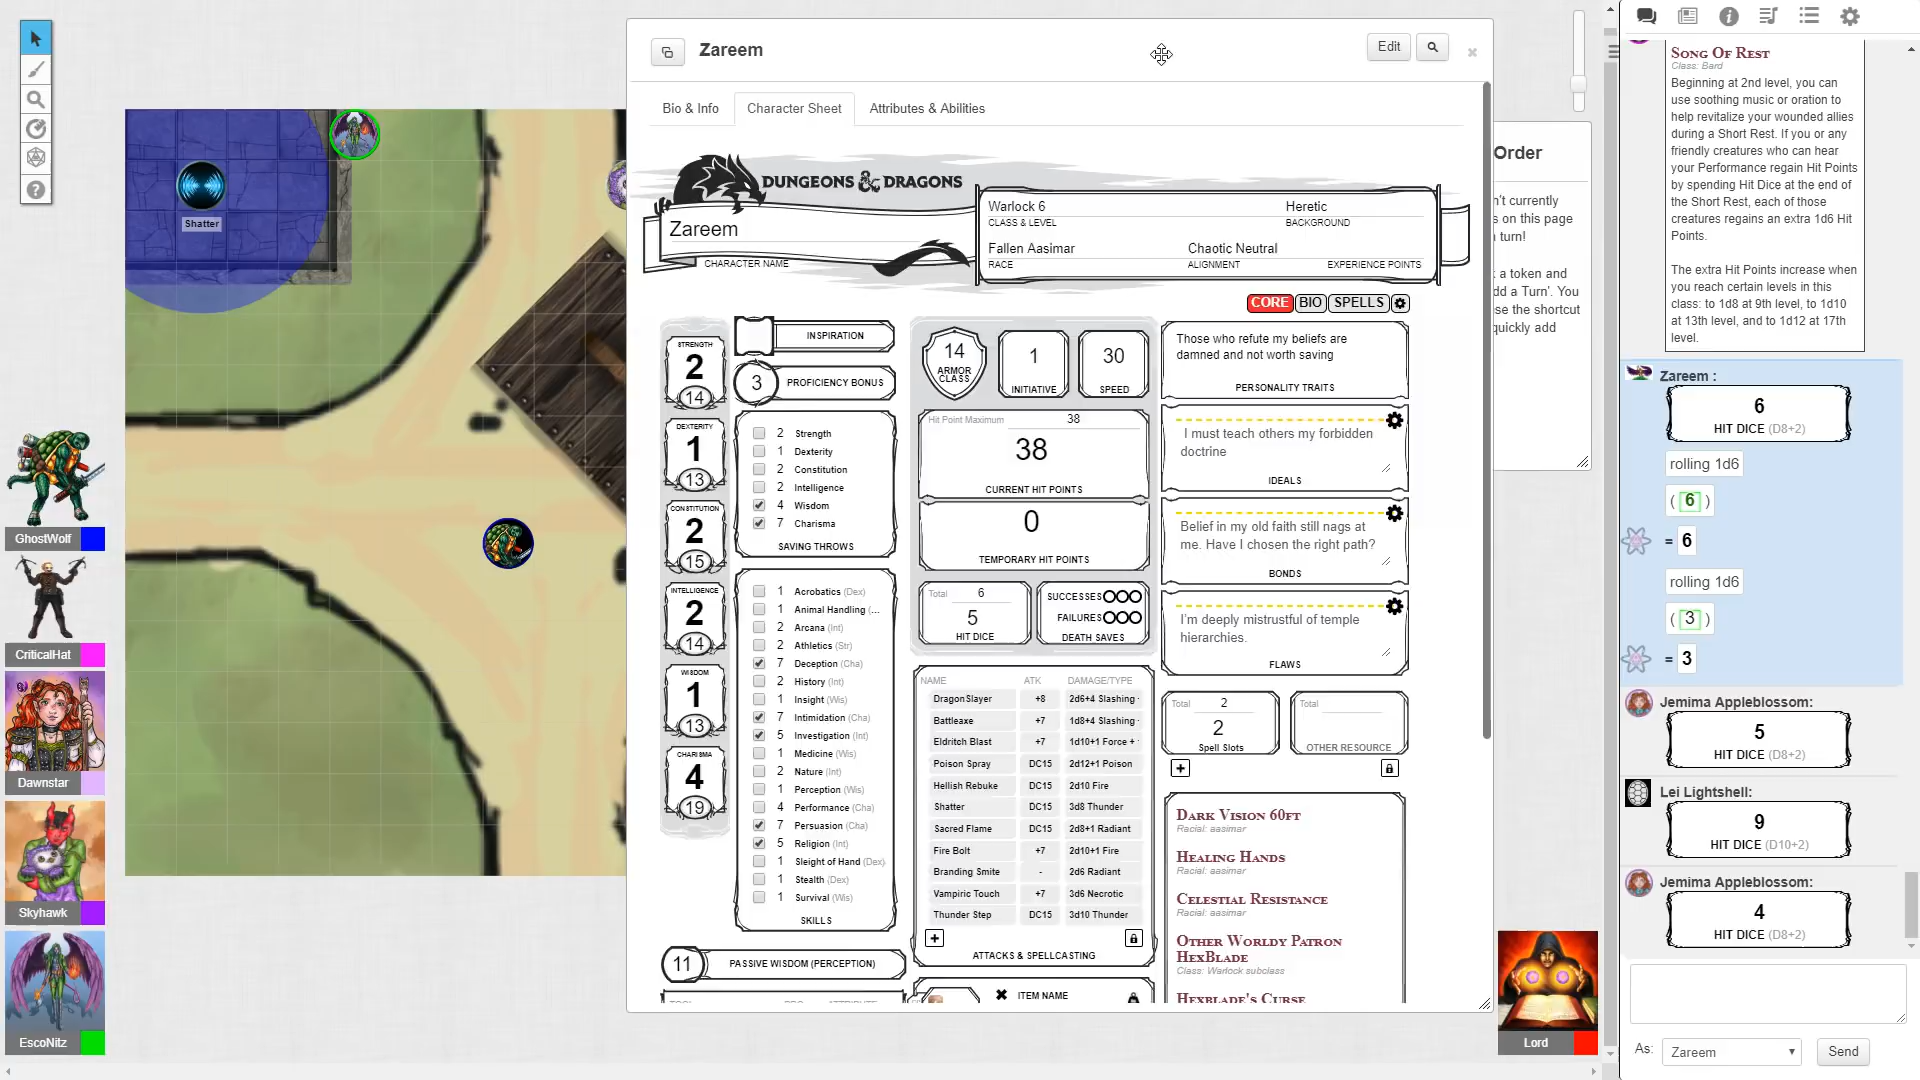 Zareem
Edit
Bio & Info
Character Sheet
Attributes & Abilities
DUNGEONS & DRAGONS
Zareem
CHARACTER NAME
Warlock 6
CLASS & LEVEL
Heretic
BACKGROUND
Fallen Aasimar
RACE
Chaotic Neutral
ALIGNMENT
EXPERIENCE POINTS
CORE
BIO
SPELLS
STRENGTH
2
14
DEXTERITY
1
13
CONSTITUTION
2
15
INTELLIGENCE
2
14
WISDOM
1
13
CHARISMA
4
19
INSPIRATION
3
PROFICIENCY BONUS
2 Strength
1 Dexterity
2 Constitution
2 Intelligence
4 Wisdom
7 Charisma
SAVING THROWS
1 Acrobatics (Dex)
1 Animal Handling (...
2 Arcana (Int)
2 Athletics (Str)
7 Deception (Cha)
2 History (Int)
1 Insight (Wis)
7 Intimidation (Cha)
5 Investigation (Int)
1 Medicine (Wis)
2 Nature (Int)
1 Perception (Wis)
4 Performance (Cha)
7 Persuasion (Cha)
5 Religion (Int)
1 Sleight of Hand (Dex)
1 Stealth (Dex)
1 Survival (Wis)
SKILLS
11
PASSIVE WISDOM (PERCEPTION)
14
ARMOR
CLASS
1
INITIATIVE
30
SPEED
Hit Point Maximum 38
38
CURRENT HIT POINTS
0
TEMPORARY HIT POINTS
Total 6
5
HIT DICE
SUCCESSES
FAILURES
DEATH SAVES
NAME ATK DAMAGE/TYPE
DragonSlayer +8 2d6+4 Slashing
Battleaxe +7 1d8+4 Slashing
Eldritch Blast +7 1d10+1 Force +
Poison Spray DC15 2d12+1 Poison
Hellish Rebuke DC15 2d10 Fire
Shatter DC15 3d8 Thunder
Sacred Flame DC15 2d8+1 Radiant
Fire Bolt +7 2d10+1 Fire
Branding Smite - 2d6 Radiant
Vampiric Touch +7 3d6 Necrotic
Thunder Step DC15 3d10 Thunder
ATTACKS & SPELLCASTING
ITEM NAME
Those who refute my beliefs are
damned and not worth saving
PERSONALITY TRAITS
I must teach others my forbidden
doctrine
IDEALS
Belief in my old faith still nags at
me. Have I chosen the right path?
BONDS
I'm deeply mistrustful of temple
hierarchies.
FLAWS
Total 2
2
Spell Slots
Total
OTHER RESOURCE
DARK VISION 60FT
Racial: aasimar
HEALING HANDS
Racial: aasimar
CELESTIAL RESISTANCE
Racial: aasimar
OTHER WORLDY PATRON
HEXBLADE
Class: Warlock subclass
HEXBLADE'S CURSE
Shatter
GhostWolf
CriticalHat
Dawnstar
Skyhawk
EscoNitz
Lord
Order
n't currently
s on this page
turn!
a token and
dd a Turn'. You
se the shortcut
quickly add
SONG OF REST
Class: Bard
Beginning at 2nd level, you can
use soothing music or oration to
help revitalize your wounded allies
during a Short Rest. If you or any
friendly creatures who can hear
your Performance regain Hit Points
by spending Hit Dice at the end of
the Short Rest, each of those
creatures regains an extra 1d6 Hit
Points.
The extra Hit Points increase when
you reach certain levels in this
class: to 1d8 at 9th level, to 1d10
at 13th level, and to 1d12 at 17th
level.
Zareem :
6
HIT DICE (D8+2)
rolling 1d6
( 6 )
= 6
rolling 1d6
( 3 )
= 3
Jemima Appleblossom:
5
HIT DICE (D8+2)
Lei Lightshell:
9
HIT DICE (D10+2)
Jemima Appleblossom:
4
HIT DICE (D8+2)
As: Zareem
Send